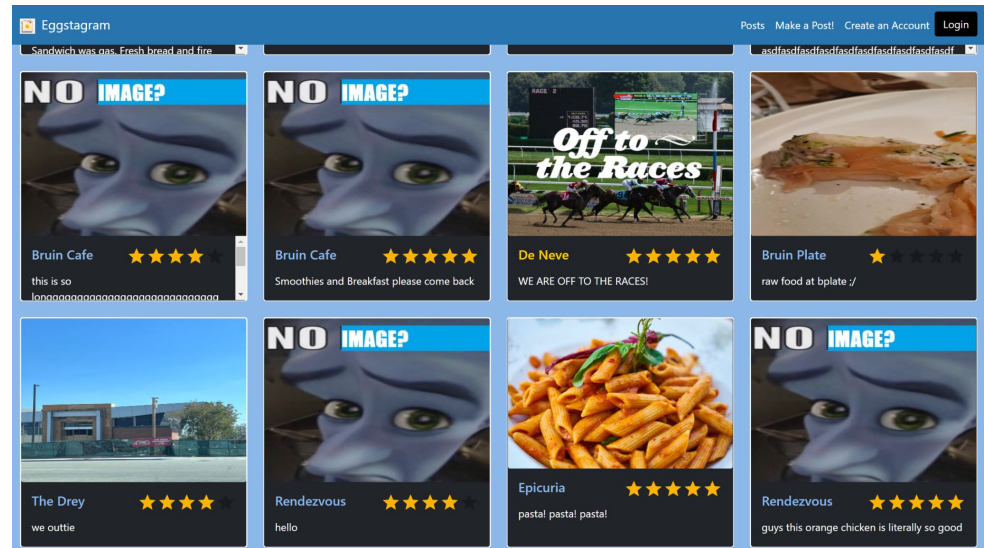 Eggstagram
Posts Make a Post! Create an Account Login
Sandwich was gas. Fresh bread and fire
asdfasdfasdfasdfasdfasdfasdfasdfasdf
NO IMAGE?
Bruin Cafe
this is so
NO IMAGE?
Bruin Cafe
Smoothies and Breakfast please come back
RACE 2
Off to
the Races
De Neve
WE ARE OFF TO THE RACES!
Bruin Plate
raw food at bplate ;/
The Drey
we outtie
NO IMAGE?
Rendezvous
hello
Epicuria
pasta! pasta! pasta!
NO IMAGE?
Rendezvous
guys this orange chicken is literally so good